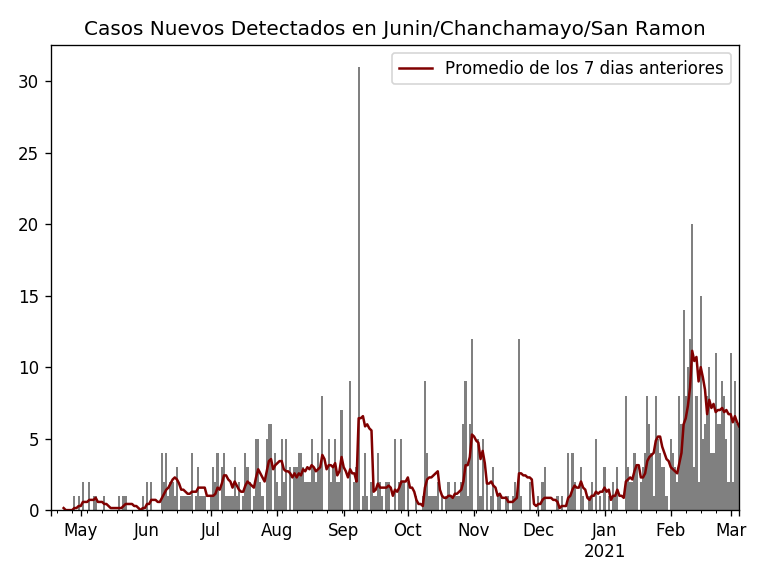 Casos Nuevos Detectados en Junin/Chanchamayo/San Ramon
Promedio de los 7 dias anteriores
30
25
20
15
10
5
0
May Jun Jul Aug Sep Oct Nov Dec Jan Feb Mar
2021